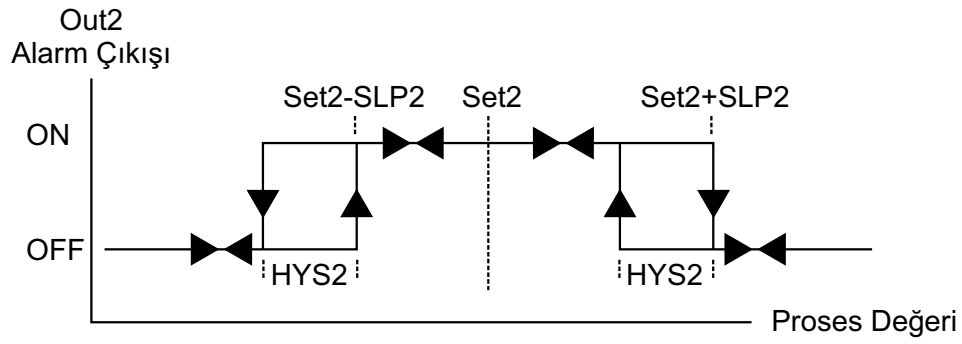 Out2
Alarm Çıkışı
Set2-SLP2
Set2
Set2+SLP2
ON
OFF
HYS2
HYS2
Proses Değeri